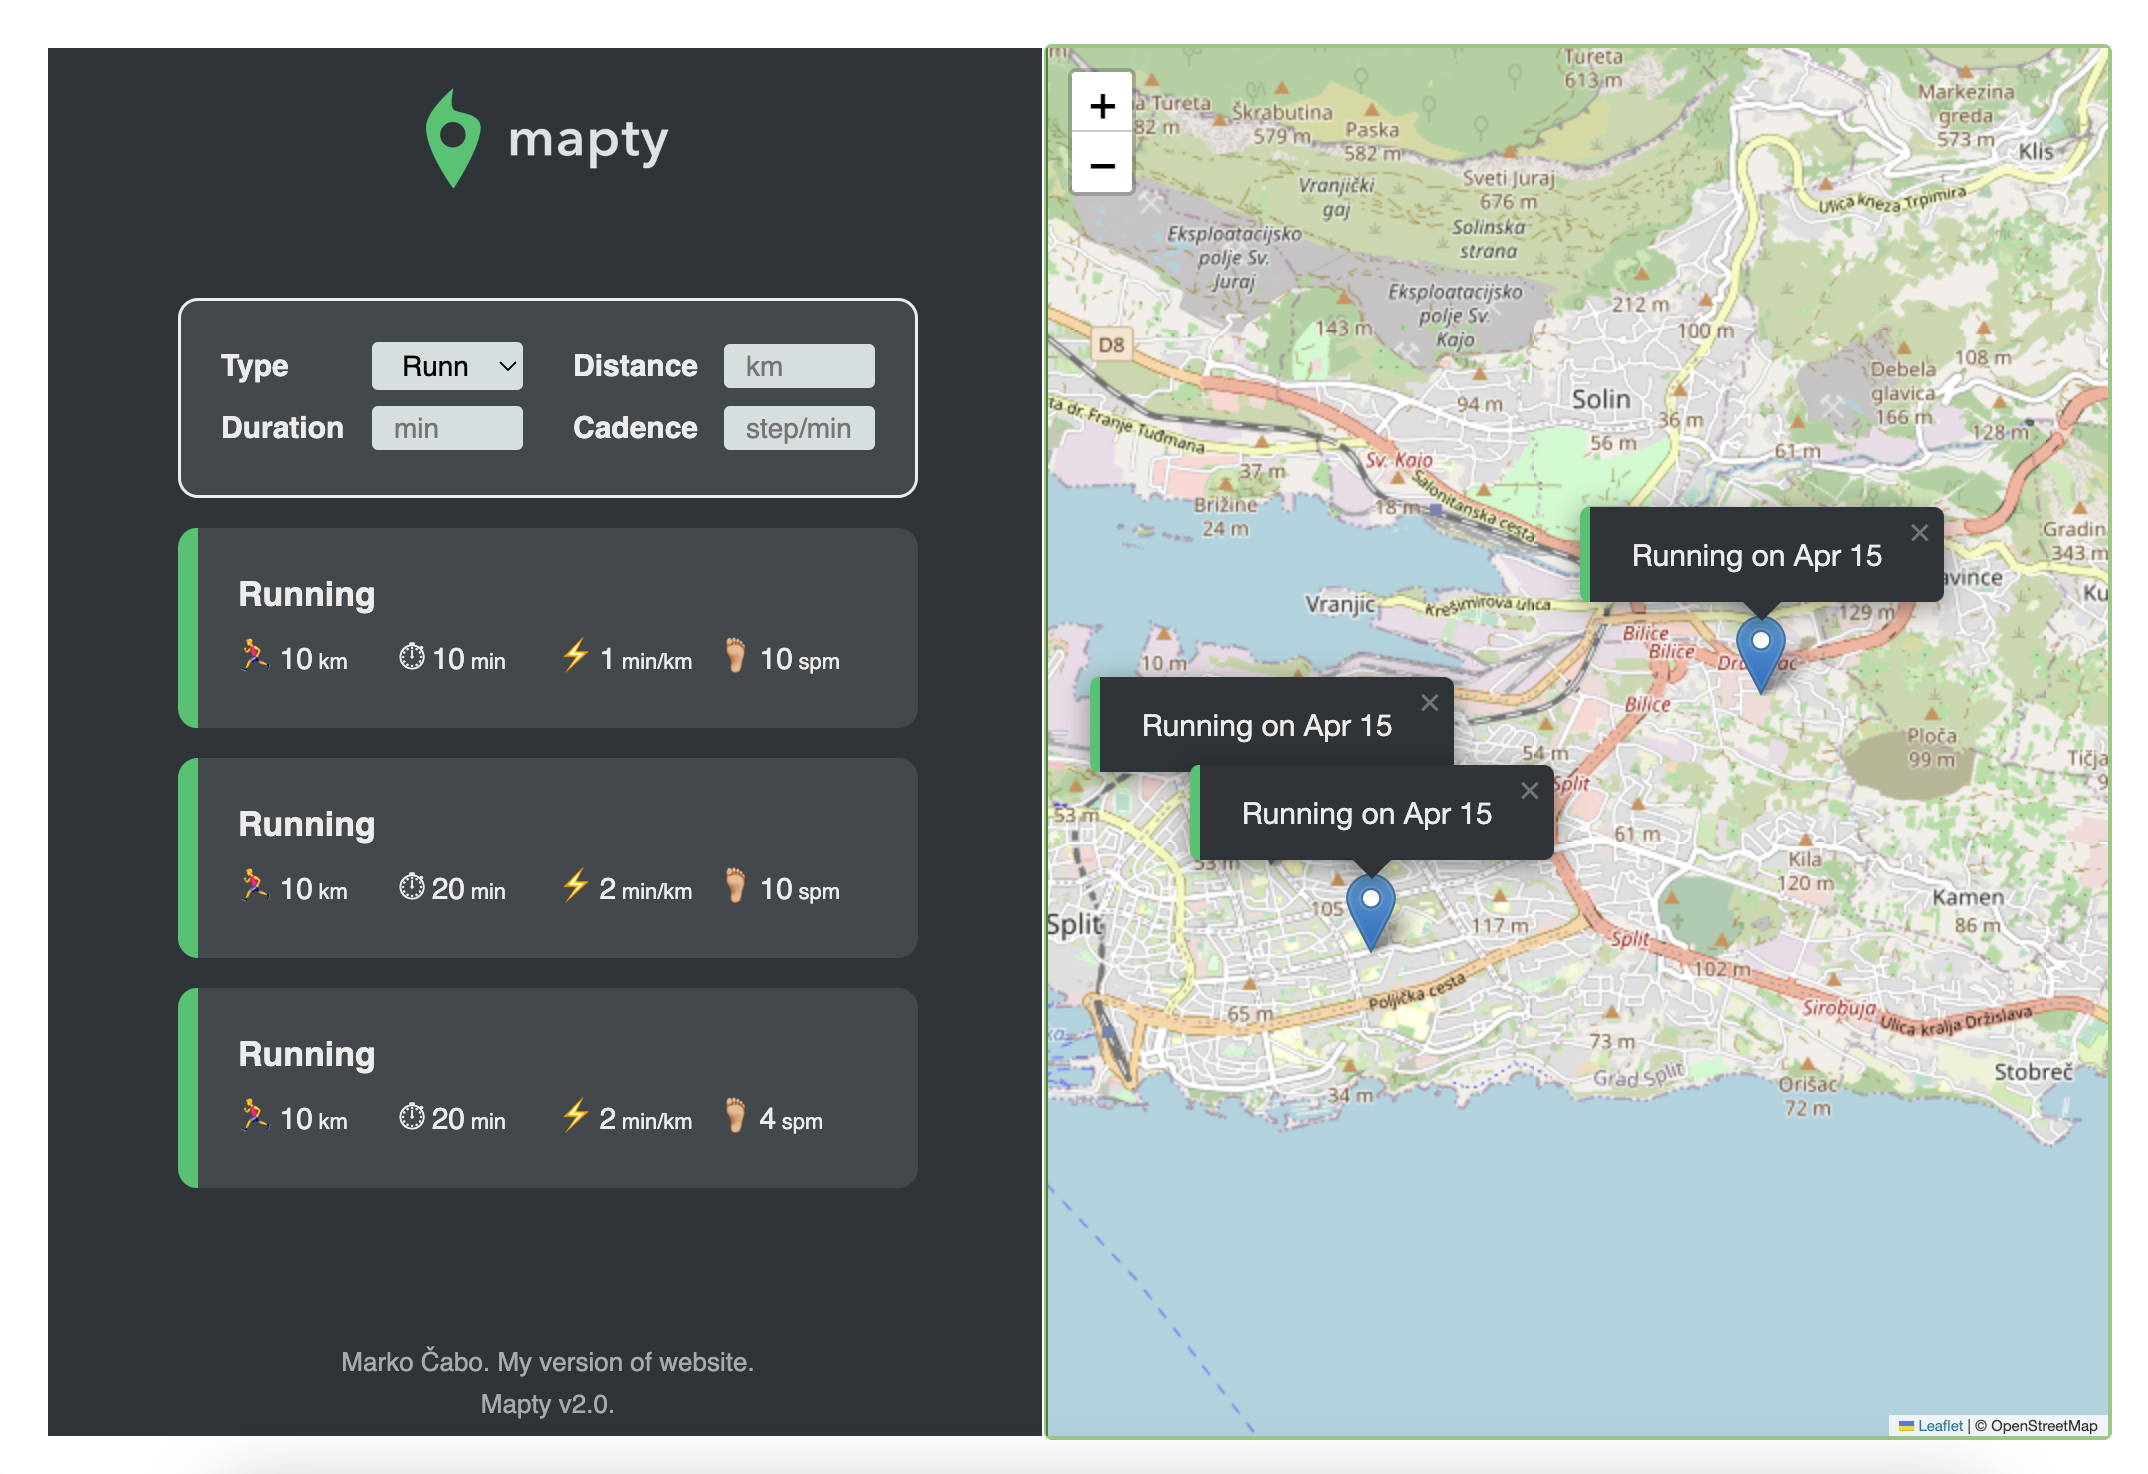 mapty
Type Runn Distance km
Duration min Cadence step/min
Running
10 km 10 min 1 min/km 10 spm
Running
10 km 20 min 2 min/km 10 spm
Running
10 km 20 min 2 min/km 4 spm
Marko Čabo. My version of website.
Mapty v2.0.
+
−
Tureta
613 m
a Tureta
82 m
Škrabutina
579 m
Paska
582 m
Markezina
greda
573 m
Klis
Vranjički
gaj
Sveti Juraj
676 m
Ulica kneza Trpimira
Solinska
strana
Eksploatacijsko
polje Sv.
Juraj
Eksploatacijsko
polje Sv.
Kajo
212 m
100 m
143 m
D8
108 m
Debela
glavica
166 m
Solin
94 m
36 m
56 m
128 m
61 m
ta dr. Franje Tuđmana
Sv. Kajo
37 m
Salonitanska cesta
Brižine
24 m
18 m
Running on Apr 15
×
Gradin
343 m
avince
Ku
Vranjic
Krešimirova ulica
129 m
Bilice
Bilice
10 m
Bilice
Running on Apr 15
×
54 m
Ploča
99 m
Tičja
9
Split
Running on Apr 15
×
53 m
61 m
53 m
Kila
120 m
Kamen
86 m
105
117 m
Split
Split
102 m
Poljička cesta
65 m
Sirobuja
Ulica kralja Držislava
73 m
Grad Split
Stobreč
34 m
Orišac
72 m
Leaflet | © OpenStreetMap